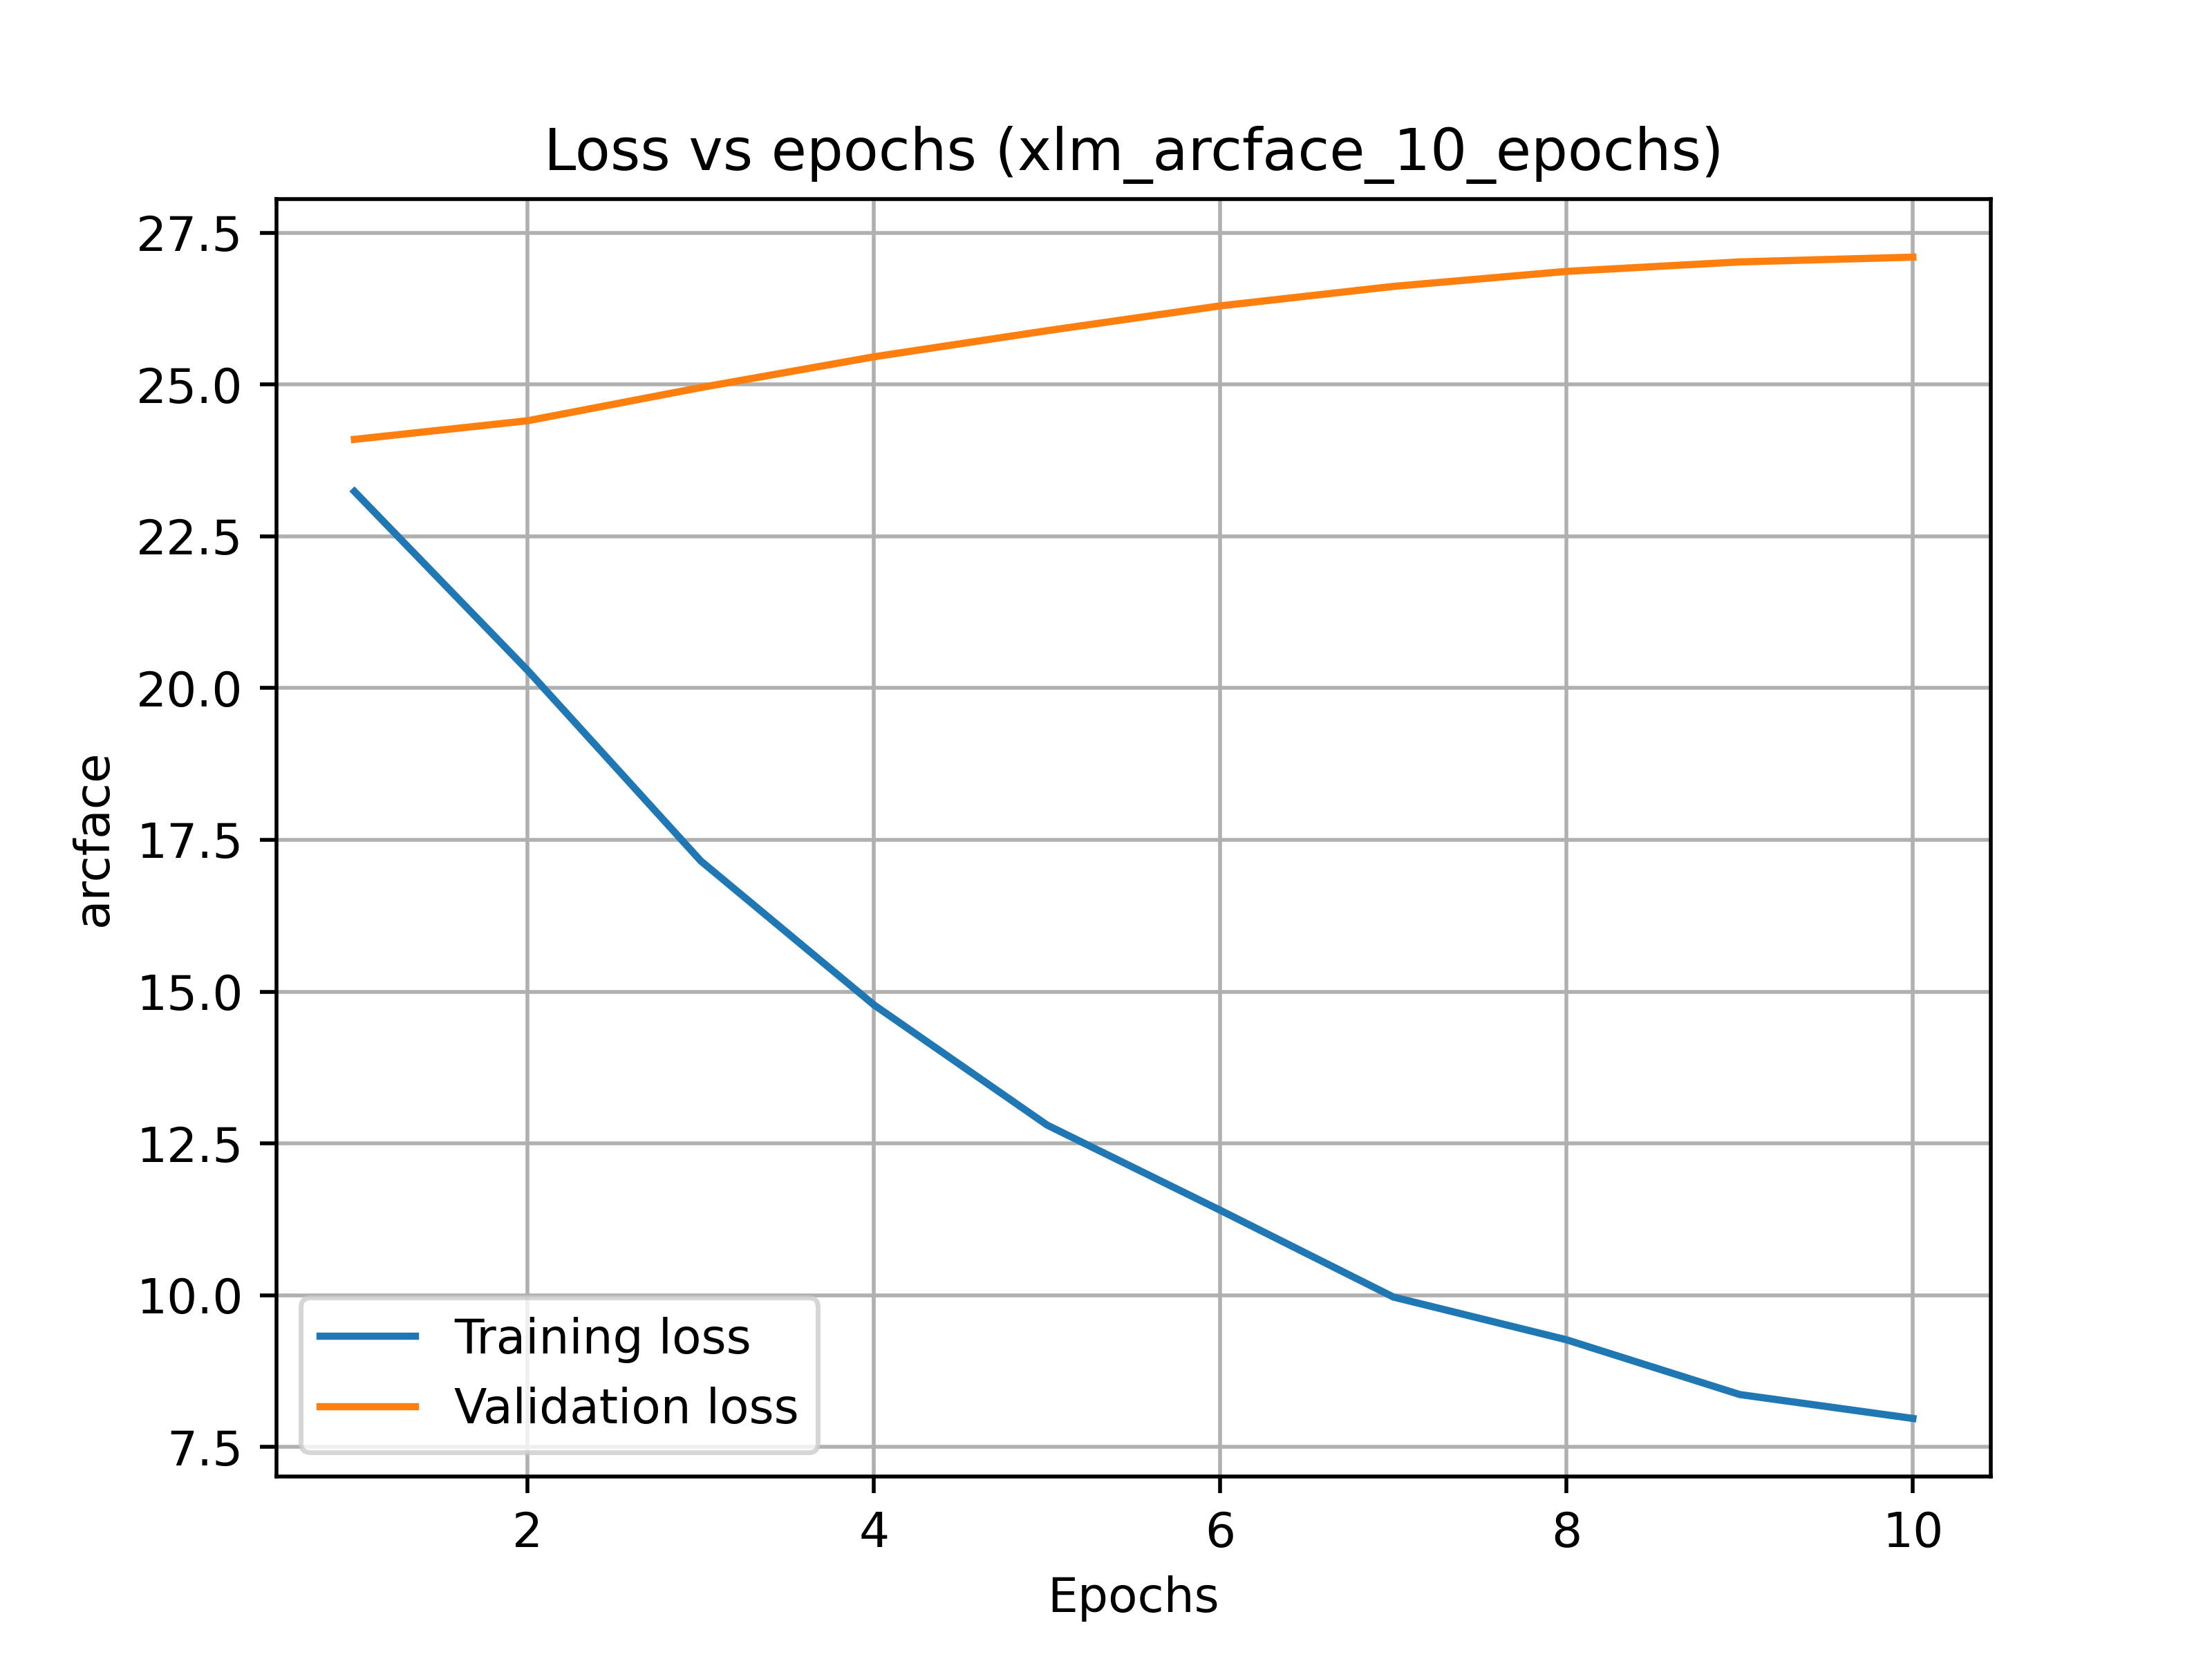 Loss vs epochs (xlm_arcface_10_epochs)
27.5
25.0
22.5
20.0
17.5
15.0
12.5
10.0
7.5
arcface
Training loss
Validation loss
2 4 6 8 10
Epochs